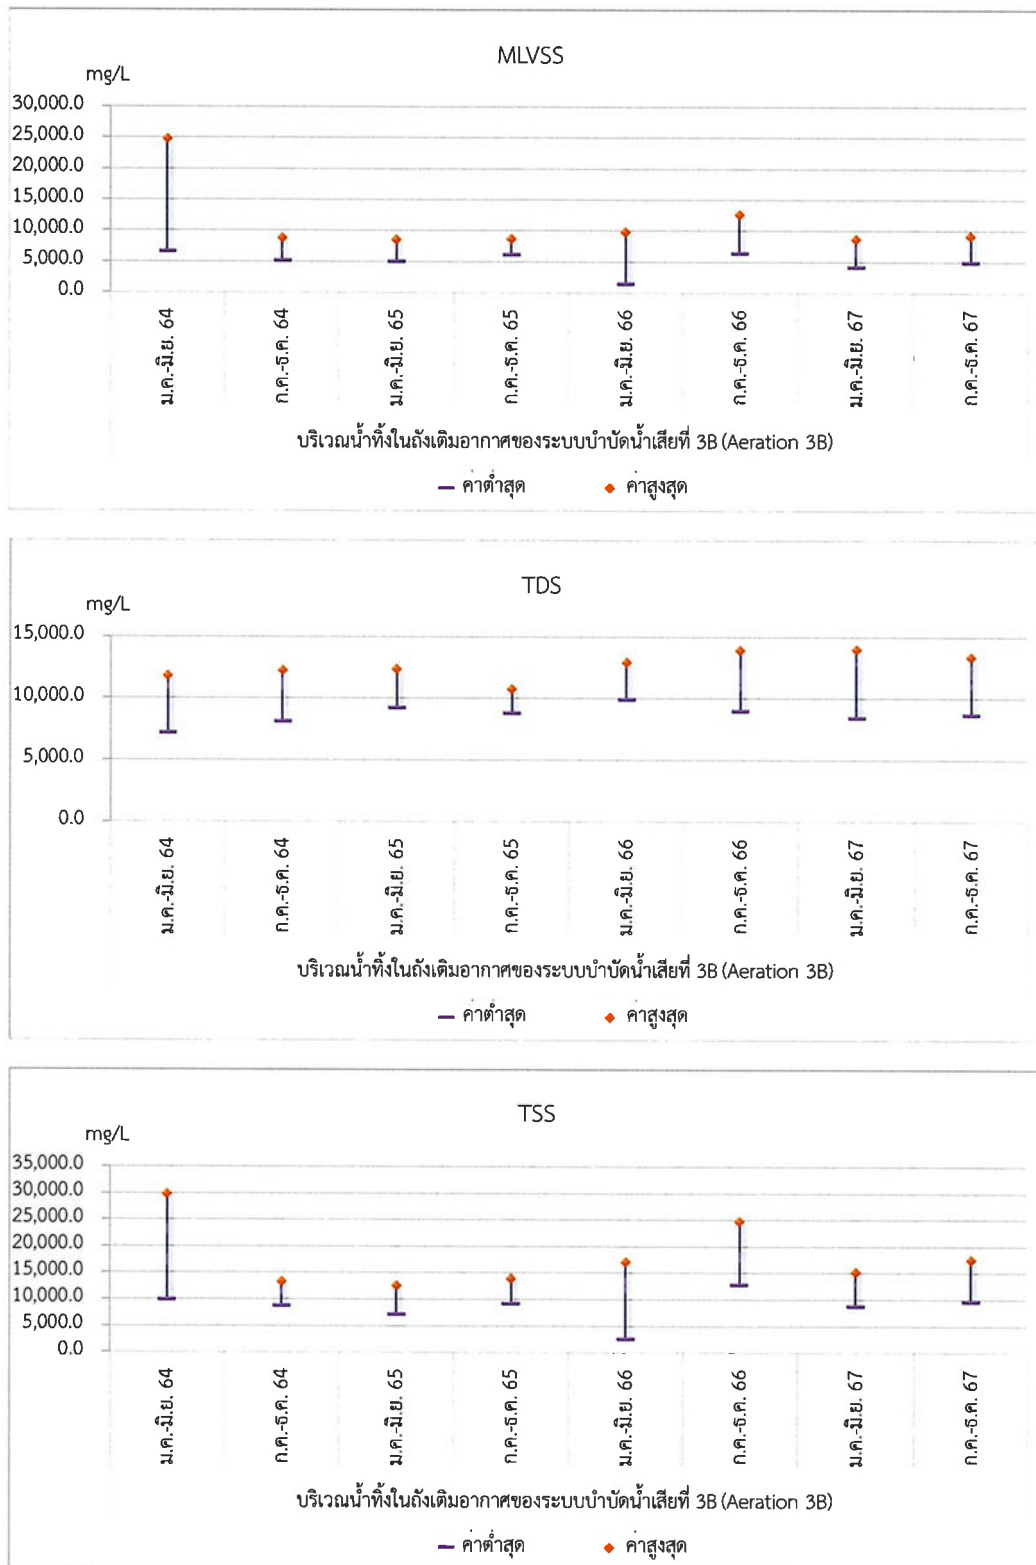 MLVSS
mg/L
30,000.0
25,000.0
20,000.0
15,000.0
10,000.0
5,000.0
0.0
ม.ค.-มิ.ย. 64
ก.ค.-ธ.ค. 64
ม.ค.-มิ.ย. 65
ก.ค.-ธ.ค. 65
ม.ค.-มิ.ย. 66
ก.ค.-ธ.ค. 66
ม.ค.-มิ.ย. 67
ก.ค.-ธ.ค. 67
บริเวณน้ำทิ้งในถังเติมอากาศของระบบบำบัดน้ำเสียที่ 3B (Aeration 3B)
ค่าต่ำสุด ค่าสูงสุด
TDS
mg/L
15,000.0
10,000.0
5,000.0
0.0
ม.ค.-มิ.ย. 64
ก.ค.-ธ.ค. 64
ม.ค.-มิ.ย. 65
ก.ค.-ธ.ค. 65
ม.ค.-มิ.ย. 66
ก.ค.-ธ.ค. 66
ม.ค.-มิ.ย. 67
ก.ค.-ธ.ค. 67
บริเวณน้ำทิ้งในถังเติมอากาศของระบบบำบัดน้ำเสียที่ 3B (Aeration 3B)
ค่าต่ำสุด ค่าสูงสุด
TSS
mg/L
35,000.0
30,000.0
25,000.0
20,000.0
15,000.0
10,000.0
5,000.0
0.0
ม.ค.-มิ.ย. 64
ก.ค.-ธ.ค. 64
ม.ค.-มิ.ย. 65
ก.ค.-ธ.ค. 65
ม.ค.-มิ.ย. 66
ก.ค.-ธ.ค. 66
ม.ค.-มิ.ย. 67
ก.ค.-ธ.ค. 67
บริเวณน้ำทิ้งในถังเติมอากาศของระบบบำบัดน้ำเสียที่ 3B (Aeration 3B)
ค่าต่ำสุด ค่าสูงสุด